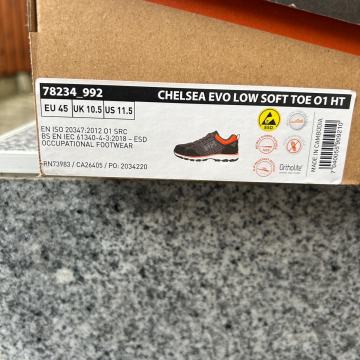 78234_992 CHELSEA EVO LOW SOFT TOE O1 HT
EU 45 UK 10.5 US 11.5
EN ISO 20347:2012 O1 SRC
BS EN IEC 61340-4-3:2018 – ESD
OCCUPATIONAL FOOTWEAR
ESD
OrthoLite
RN73983 / CA26405 / PO: 2034220
MADE IN CAMBODIA